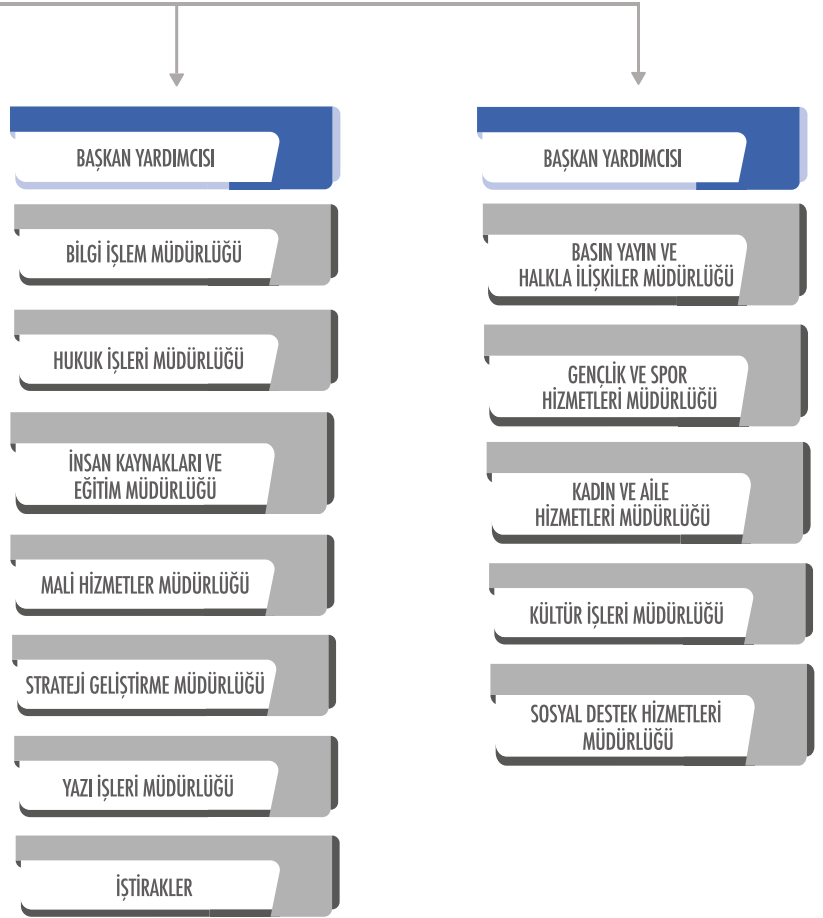 BAŞKAN YARDIMCISI
BİLGİ İŞLEM MÜDÜRLÜĞÜ
HUKUK İŞLERİ MÜDÜRLÜĞÜ
İNSAN KAYNAKLARI VE
EĞİTİM MÜDÜRLÜĞÜ
MALİ HİZMETLER MÜDÜRLÜĞÜ
STRATEJİ GELİŞTİRME MÜDÜRLÜĞÜ
YAZI İŞLERİ MÜDÜRLÜĞÜ
İŞTİRAKLER
BAŞKAN YARDIMCISI
BASIN YAYIN VE
HALKLA İLİŞKİLER MÜDÜRLÜĞÜ
GENÇLİK VE SPOR
HİZMETLERİ MÜDÜRLÜĞÜ
KADIN VE AİLE
HİZMETLERİ MÜDÜRLÜĞÜ
KÜLTÜR İŞLERİ MÜDÜRLÜĞÜ
SOSYAL DESTEK HİZMETLERİ
MÜDÜRLÜĞÜ